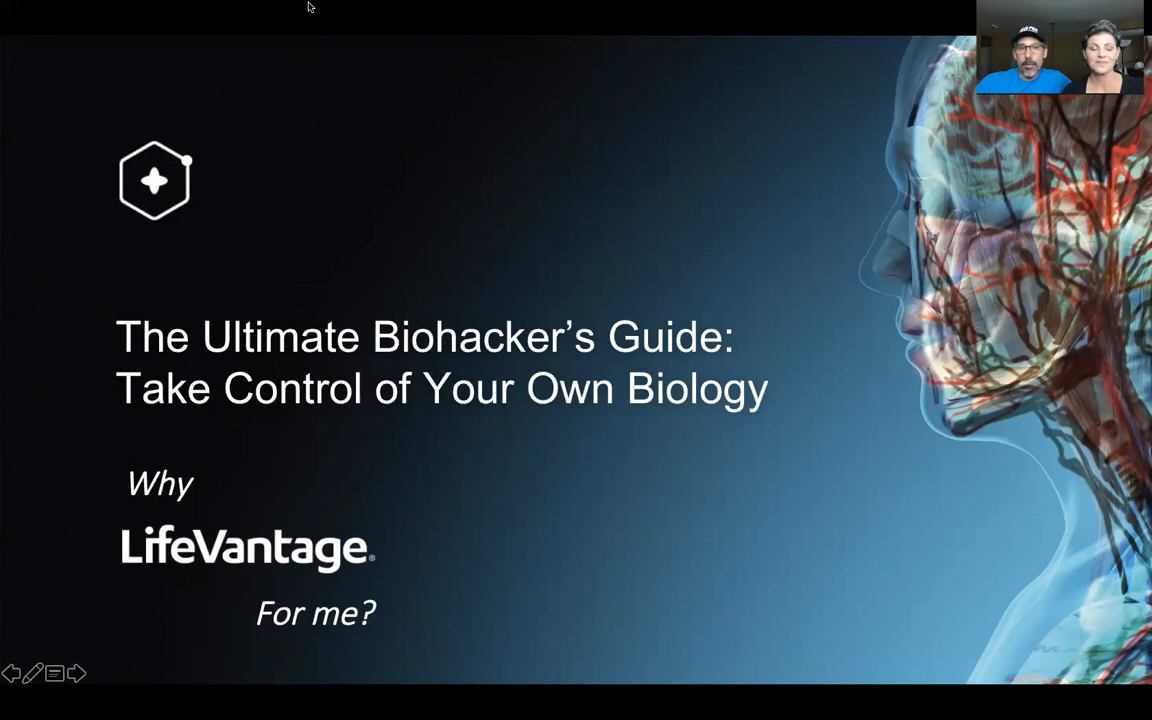 The Ultimate Biohacker's Guide:
Take Control of Your Own Biology
Why
LifeVantage®
For me?